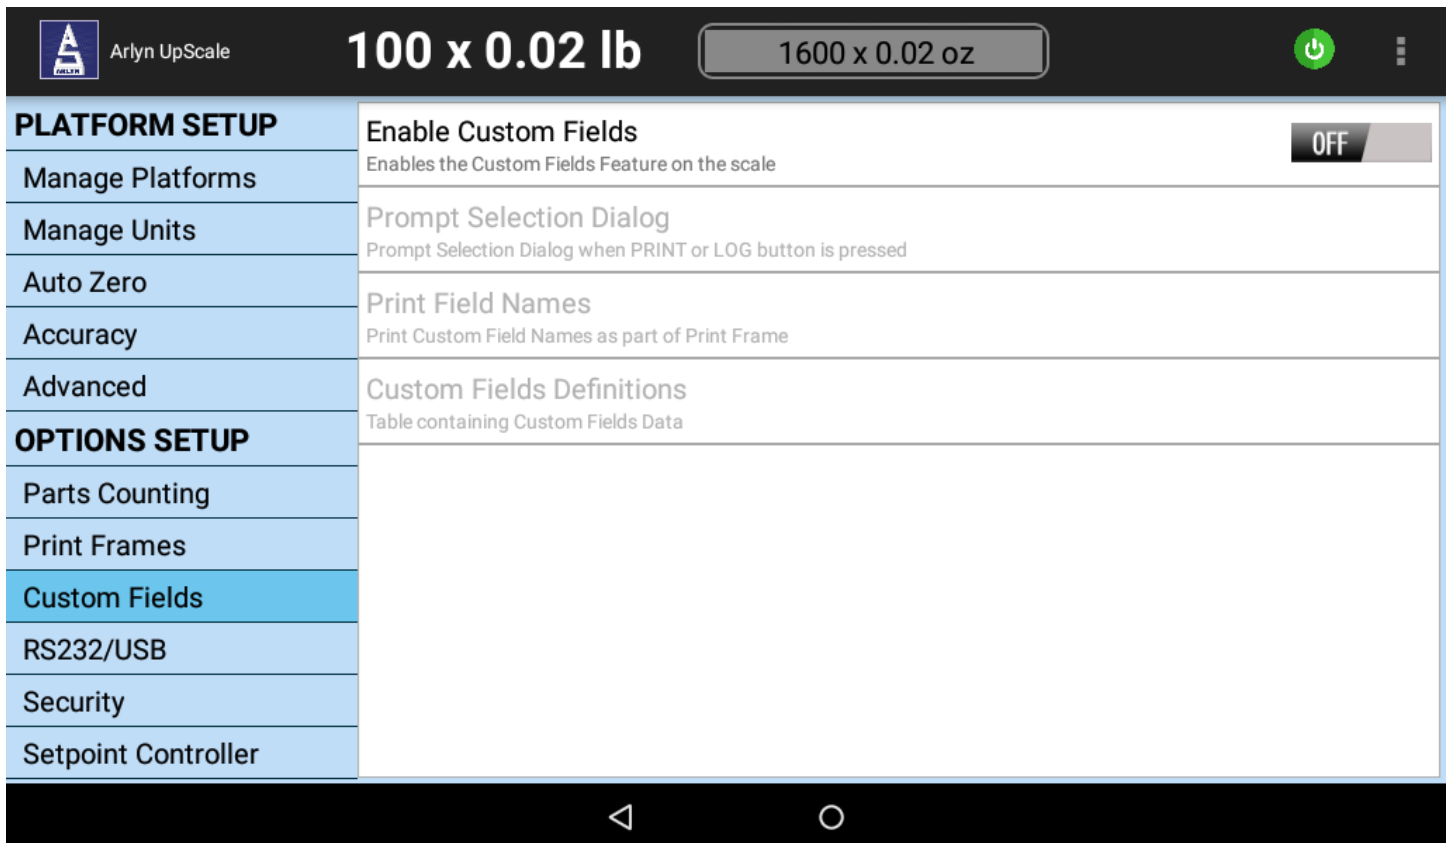 Arlyn UpScale
100 x 0.02 lb
1600 x 0.02 oz
ARLYN
PLATFORM SETUP
Manage Platforms
Manage Units
Auto Zero
Accuracy
Advanced
OPTIONS SETUP
Parts Counting
Print Frames
Custom Fields
RS232/USB
Security
Setpoint Controller
Enable Custom Fields
Enables the Custom Fields Feature on the scale
OFF
Prompt Selection Dialog
Prompt Selection Dialog when PRINT or LOG button is pressed
Print Field Names
Print Custom Field Names as part of Print Frame
Custom Fields Definitions
Table containing Custom Fields Data